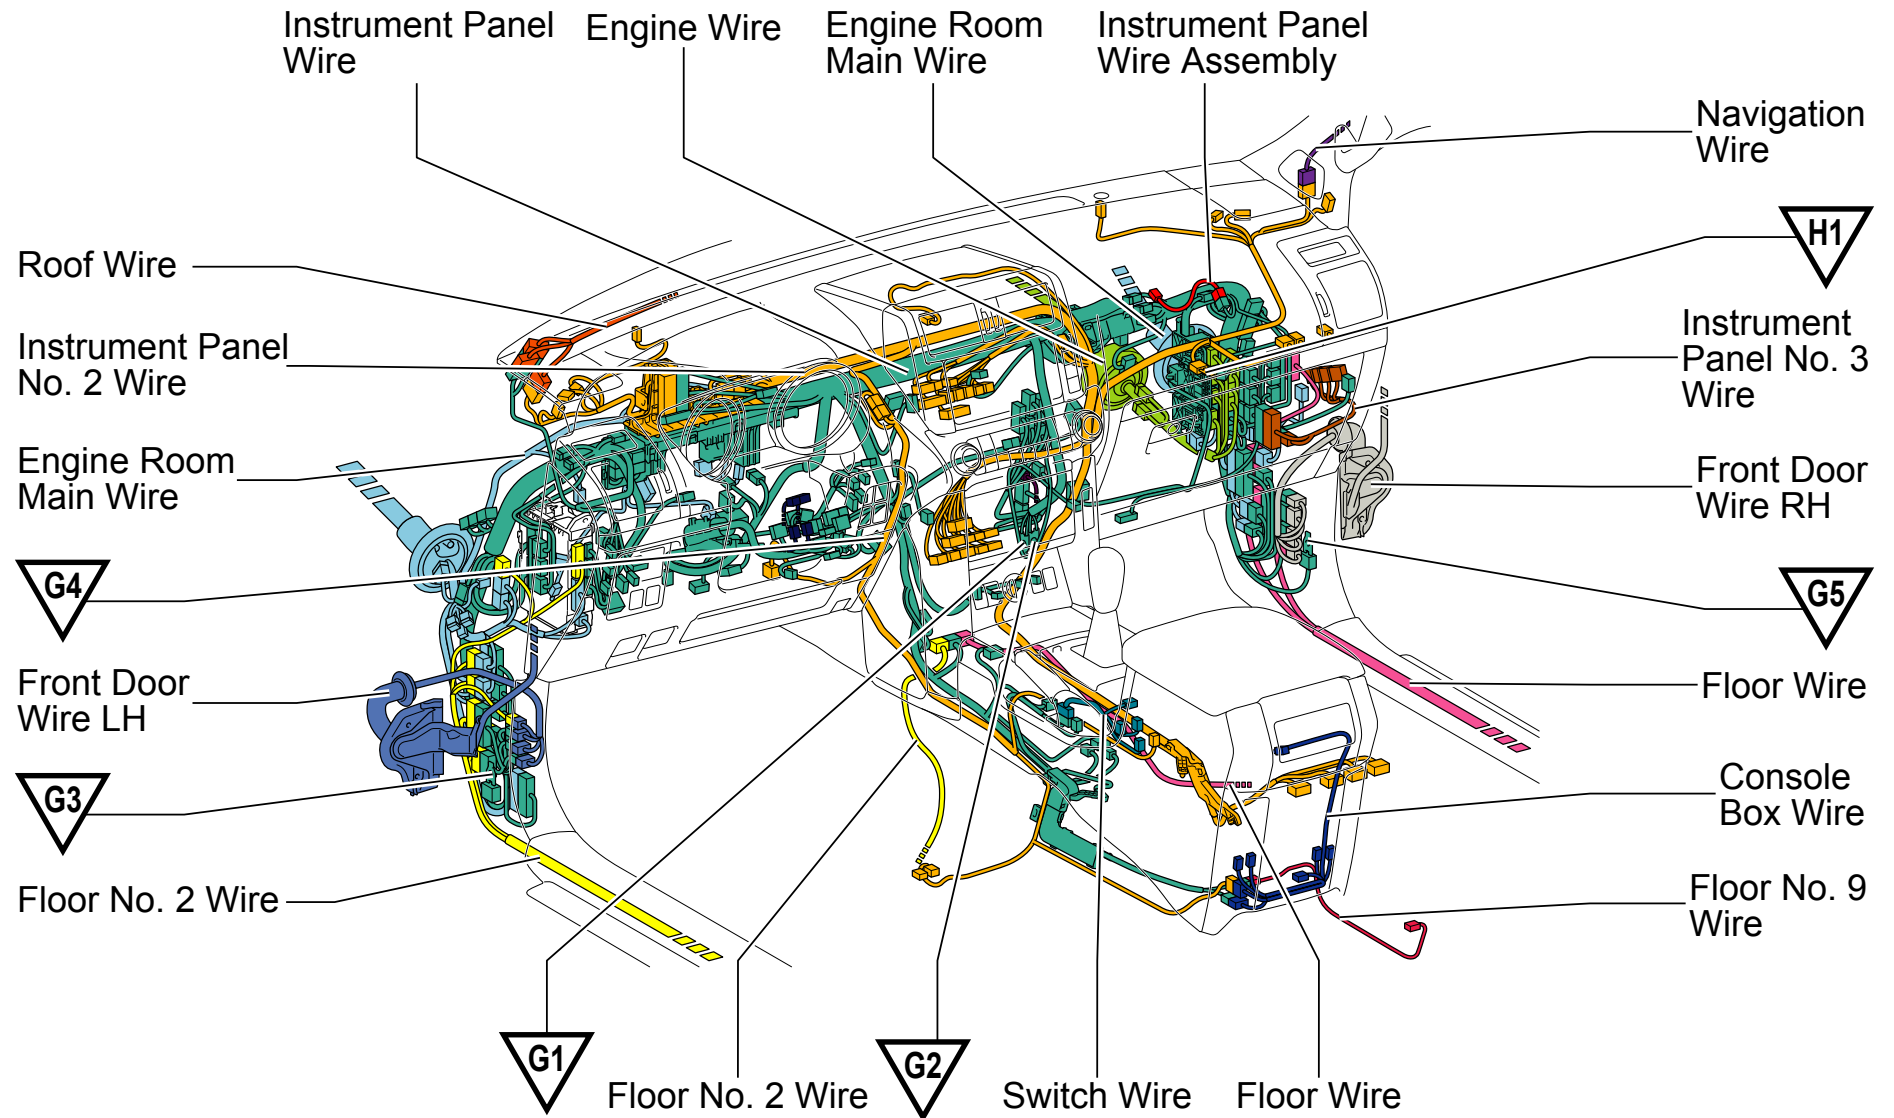 Instrument Panel
Wire
Engine Wire
Engine Room
Main Wire
Instrument Panel
Wire Assembly
Navigation
Wire
H1
Roof Wire
Instrument Panel
No. 2 Wire
Instrument
Panel No. 3
Wire
Engine Room
Main Wire
Front Door
Wire RH
G4
G5
Front Door
Wire LH
Floor Wire
G3
Console
Box Wire
Floor No. 2 Wire
Floor No. 9
Wire
G1
Floor No. 2 Wire
G2
Switch Wire
Floor Wire